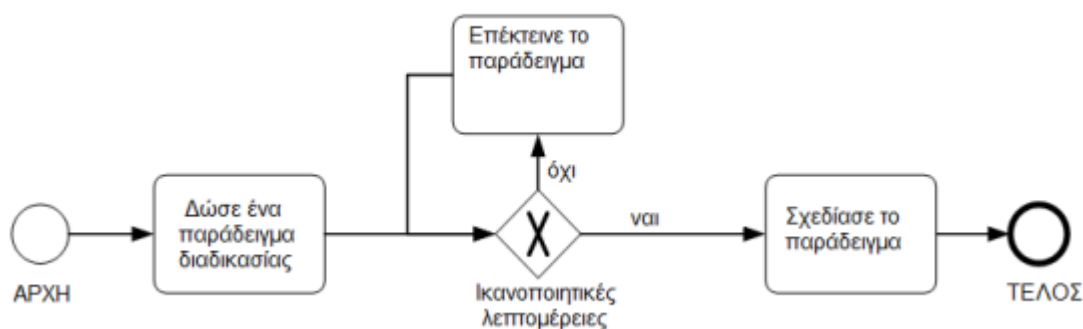 Επέκτεινε το
παράδειγμα
όχι
Δώσε ένα
παράδειγμα
διαδικασίας
ναι
Σχεδίασε το
παράδειγμα
ΑΡΧΗ
Ικανοποιητικές
λεπτομέρειες
ΤΕΛΟΣ